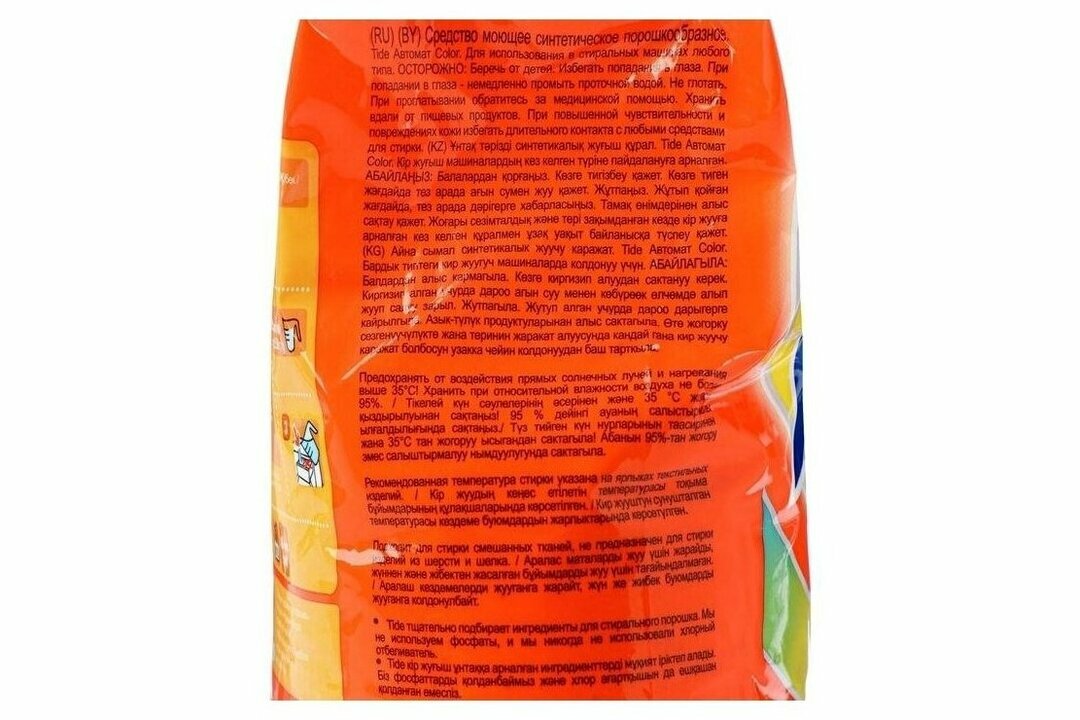 (RU) (BY) Средство моющее синтетическое порошкообразное.
Tide Автомат Color. Для использования в стиральных машинах любого
типа. ОСТОРОЖНО: Беречь от детей. Избегать попадания в глаза. При
попадании в глаза - немедленно промыть проточной водой. Не глотать.
При проглатывании обратитесь за медицинской помощью. Хранить
вдали от пищевых продуктов. При повышенной чувствительности и
повреждениях кожи избегать длительного контакта с любыми средствами
для стирки. (KZ) Ұнтақ тәрізді синтетикалық жуғыш құрал. Tide Автомат
Color. Кір жуғыш машиналардың кез келген түріне пайдалануға арналған.
АБАЙЛАҢЫЗ: Балалардан қорғаңыз. Көзге тигізбеу қажет. Көзге тиген
жағдайда тез арада ағын сумен жуу қажет. Жұтпаңыз. Жұтып қойған
жағдайда, тез арада дәрігерге хабарласыңыз. Тамақ өнімдерінен алыс
сақтау қажет. Жоғары сезімталдық және тері зақымданған кезде кір жууға
арналған кез келген құралмен ұзақ уақыт байланысқа түспеу қажет.
(KG) Айна сымал синтетикалык жуучу каражат. Tide Автомат Color.
Бардык типтеги кир жуугуч машиналарда колдонуу үчүн. АБАЙЛАГЫЛА:
Балдардан алыс кармагыла. Көзгө киргизип алуудан сактануу керек.
Киргизип алган учурда дароо агын суу менен көбүрөөк өлчөмдө алып
жууп салуу зарыл. Жутпагыла. Жутуп алган учурда дароо дарыгерге
кайрылгыла. Азык-түлүк продуктуларынан алыс сактагыла. Өтө жогорку
сезгенүүчүлүктө жана теринин жаракат алуусунда кандай гана кир жуучу
каражат болбосун узакка чейин колдонуудан баш тарткыла.
Предохранять от воздействия прямых солнечных лучей и нагревания
выше 35°С! Хранить при относительной влажности воздуха не более
95%. / Тікелей күн сәулелерінің әсерінен және 35 °С жоғары
қыздырылуынан сақтаңыз! 95 % дейінгі ауаның салыстырмалы
ылғалдылығында сақтаңыз./ Түз тийген күн нурларынын таасиринен
жана 35°С тан жогоруу ысыгандан сактагыла! Абанын 95%-тан жогору
эмес салыштырмалуу нымдуулугунда сактагыла.
Рекомендованная температура стирки указана на ярлыках текстильных
изделий. / Кір жуудың кеңес етілетін температурасы тоқыма
бұйымдарының құлақшаларында көрсетілген. / Кир жууштун сунушталган
температурасы кездеме буюмдардын жарлыктарында көрсөтүлгөн.
Подходит для стирки смешанных тканей, не предназначен для стирки
изделий из шерсти и шелка. / Аралас маталарды жуу үшін жарайды,
жүннен және жібектен жасалған бұйымдарды жуу үшін тағайындалмаған.
/ Аралаш кездемелерди жууганга жарайт, жүн же жибек буюмдарды
жууганга колдонулбайт.
• Tide тщательно подбирает ингредиенты для стирального порошка. Мы
не используем фосфаты, и мы никогда не использовали хлорный
отбеливатель.
• Tide кір жуғыш ұнтаққа арналған ингредиенттерді мұқият іріктеп алады.
Біз фосфаттарды қолданбаймыз және хлор ағартқышын да ешқашан
қолданған емеспіз.